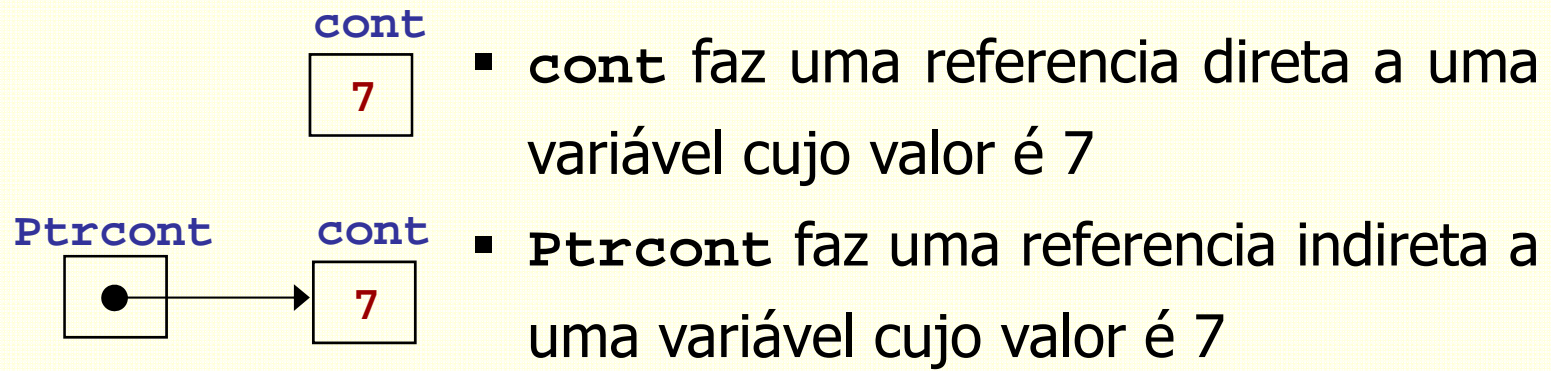 cont
7
▪ cont faz uma referencia direta a uma
variável cujo valor é 7
Ptrcont cont
7
▪ Ptrcont faz uma referencia indireta a
uma variável cujo valor é 7